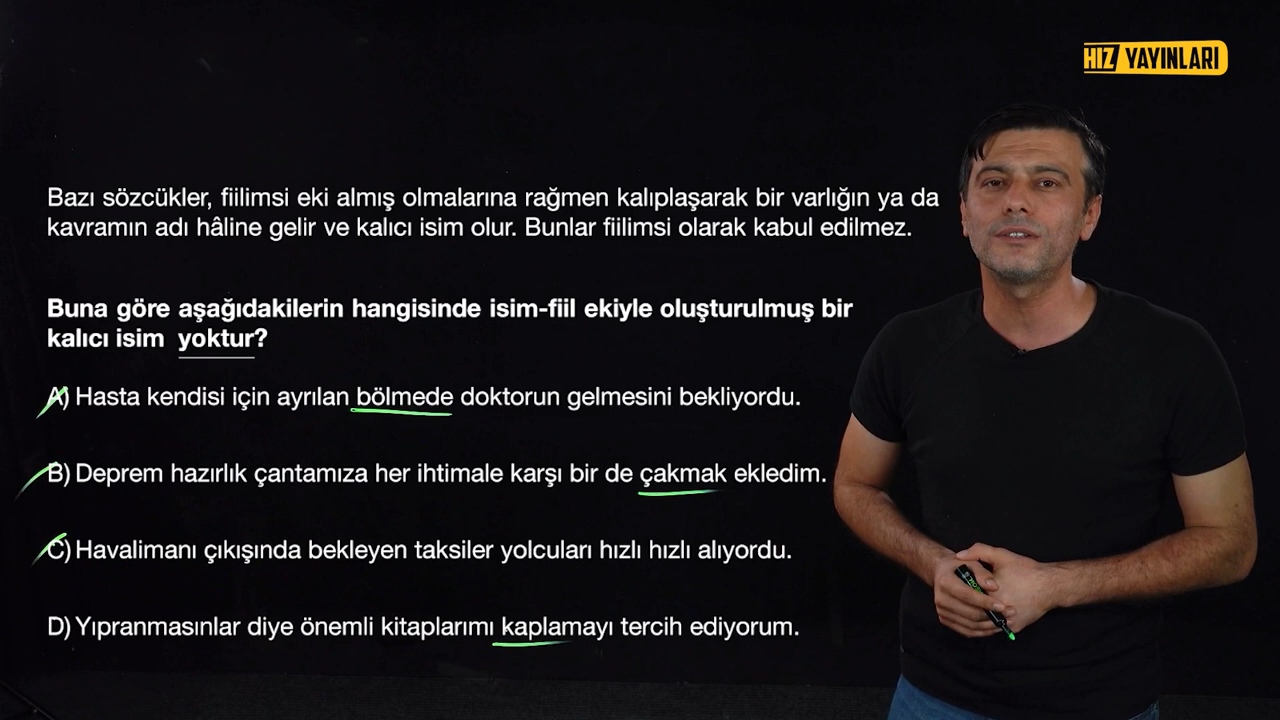 HIZ YAYINLARI
Bazı sözcükler, fiilimsi eki almış olmalarına rağmen kalıplaşarak bir varlığın ya da
kavramın adı hâline gelir ve kalıcı isim olur. Bunlar fiilimsi olarak kabul edilmez.
Buna göre aşağıdakilerin hangisinde isim-fiil ekiyle oluşturulmuş bir
kalıcı isim yoktur?
A) Hasta kendisi için ayrılan bölmede doktorun gelmesini bekliyordu.
B) Deprem hazırlık çantamıza her ihtimale karşı bir de çakmak ekledim.
C) Havalimanı çıkışında bekleyen taksiler yolcuları hızlı hızlı alıyordu.
D) Yıpranmasınlar diye önemli kitaplarımı kaplamayı tercih ediyorum.